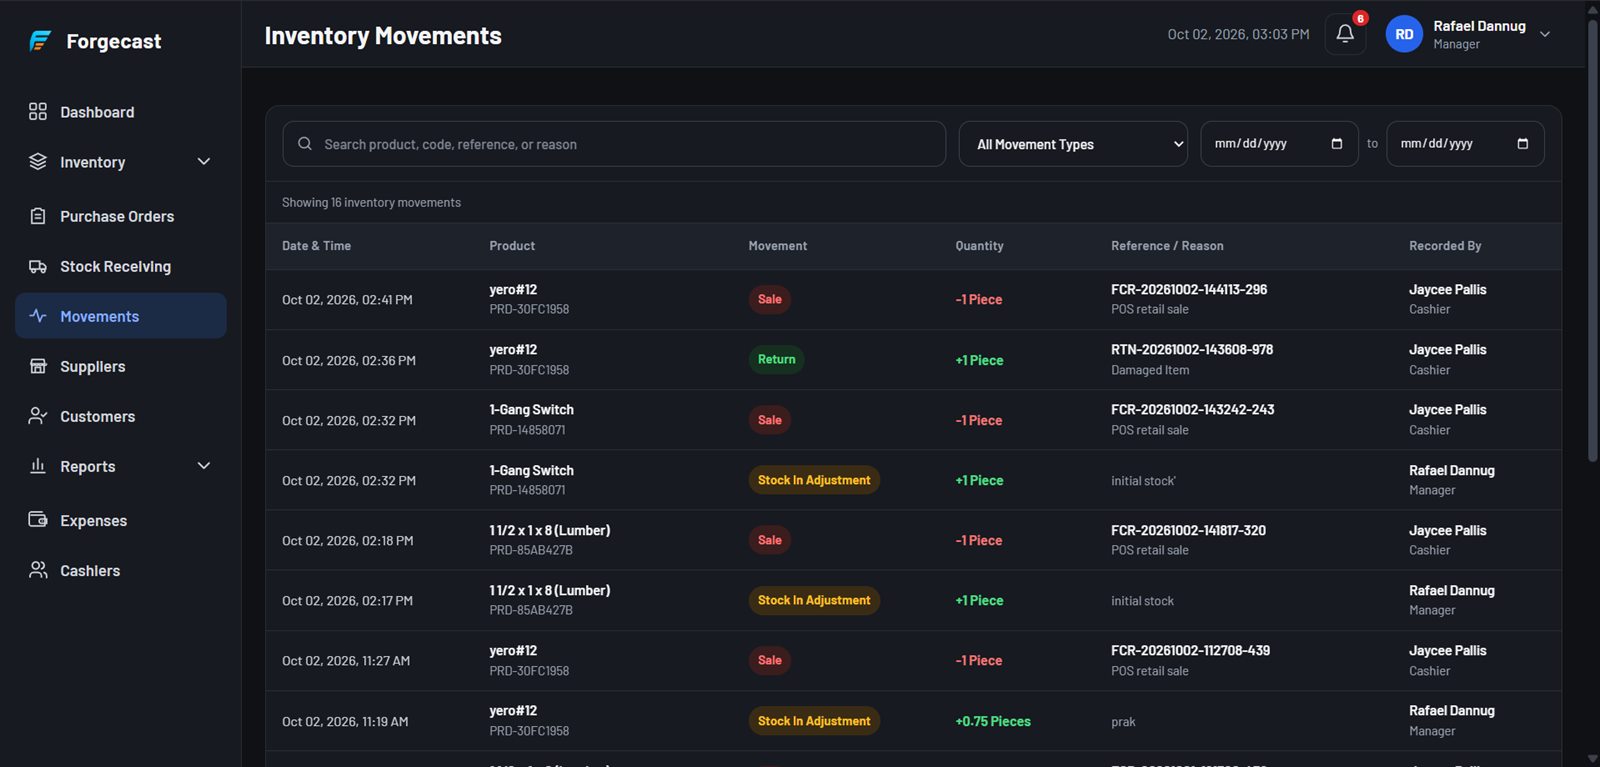 Forgecast
Inventory Movements
Oct 02, 2026, 03:03 PM
6
RD
Rafael Dannug
Manager
Dashboard
Inventory
Purchase Orders
Stock Receiving
Movements
Suppliers
Customers
Reports
Expenses
Cashiers
Search product, code, reference, or reason
All Movement Types
mm/dd/yyyy
to
mm/dd/yyyy
Showing 16 inventory movements
Date & Time Product Movement Quantity Reference / Reason Recorded By
Oct 02, 2026, 02:41 PM yero#12 Sale -1 Piece FCR-20261002-144113-296 Jaycee Pallis
PRD-30FC1958 POS retail sale Cashier
Oct 02, 2026, 02:36 PM yero#12 Return +1 Piece RTN-20261002-143608-978 Jaycee Pallis
PRD-30FC1958 Damaged Item Cashier
Oct 02, 2026, 02:32 PM 1-Gang Switch Sale -1 Piece FCR-20261002-143242-243 Jaycee Pallis
PRD-14858071 POS retail sale Cashier
Oct 02, 2026, 02:32 PM 1-Gang Switch Stock In Adjustment +1 Piece initial stock' Rafael Dannug
PRD-14858071 Manager
Oct 02, 2026, 02:18 PM 1 1/2 x 1 x 8 (Lumber) Sale -1 Piece FCR-20261002-141817-320 Jaycee Pallis
PRD-85AB427B POS retail sale Cashier
Oct 02, 2026, 02:17 PM 1 1/2 x 1 x 8 (Lumber) Stock In Adjustment +1 Piece initial stock Rafael Dannug
PRD-85AB427B Manager
Oct 02, 2026, 11:27 AM yero#12 Sale -1 Piece FCR-20261002-112708-439 Jaycee Pallis
PRD-30FC1958 POS retail sale Cashier
Oct 02, 2026, 11:19 AM yero#12 Stock In Adjustment +0.75 Pieces prak Rafael Dannug
PRD-30FC1958 Manager